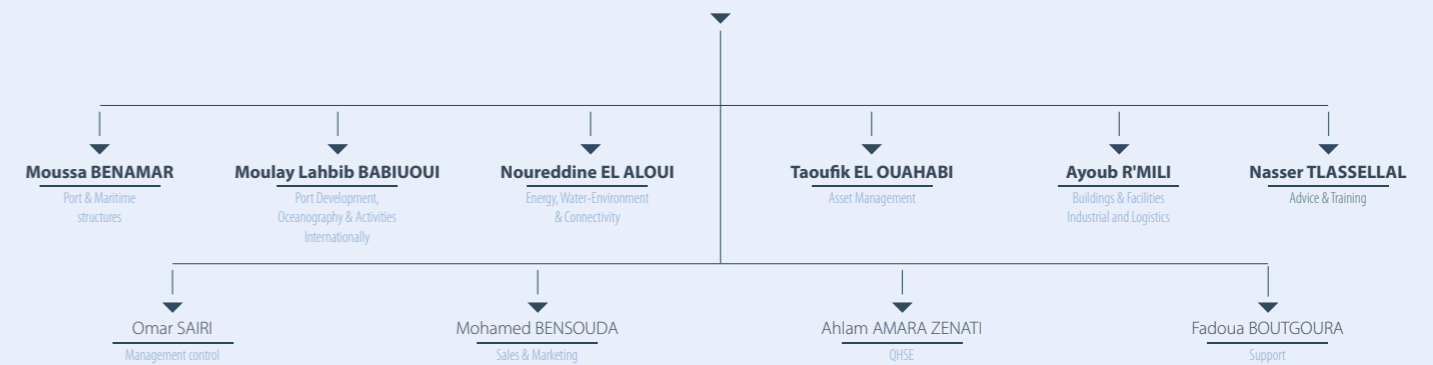 Moussa BENAMAR
Port & Maritime
structures
Moulay Lahbib BABIUOUI
Port Development,
Oceanography & Activities
Internationally
Noureddine EL ALOUI
Energy, Water-Environment
& Connectivity
Taoufik EL OUAHABI
Asset Management
Ayoub R'MILI
Buildings & Facilities
Industrial and Logistics
Nasser TLASSELLAL
Advice & Training
Omar SAIRI
Management control
Mohamed BENSOUDA
Sales & Marketing
Ahlam AMARA ZENATI
QHSE
Fadoua BOUTGOURA
Support